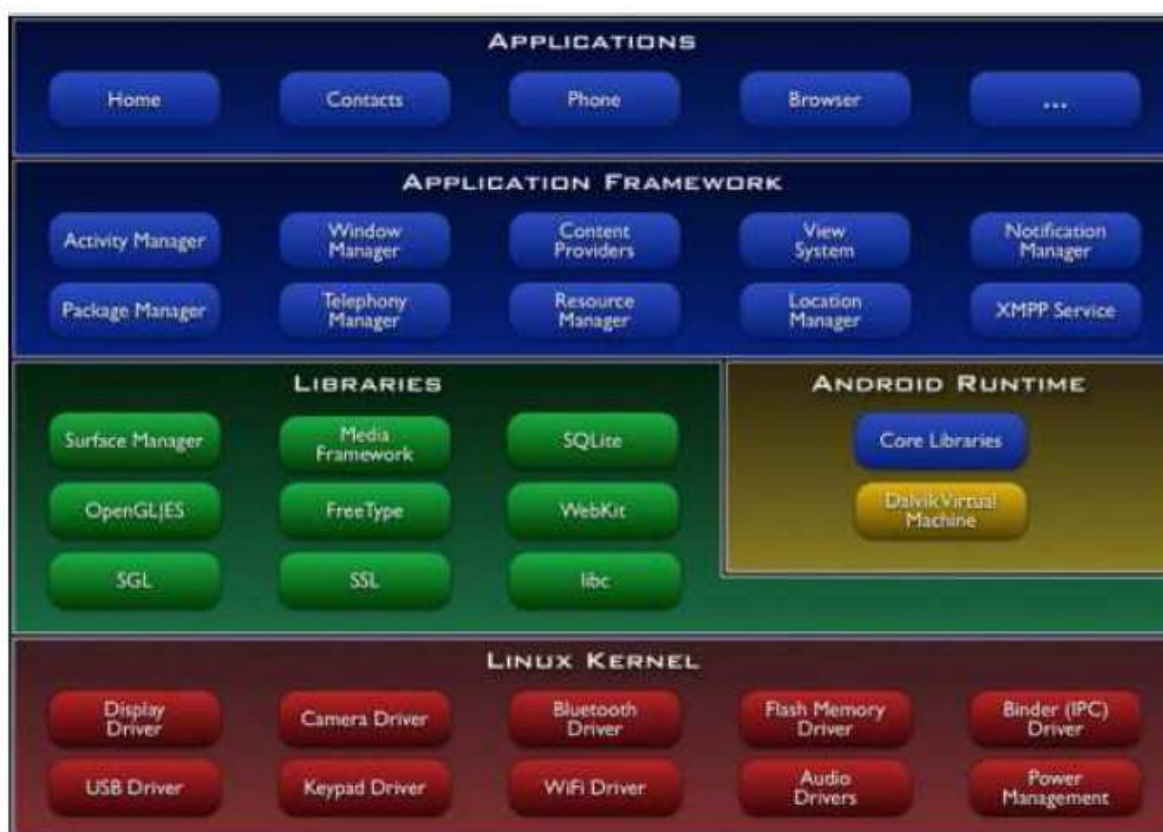 APPLICATIONS
Home
Contacts
Phone
Browser
...
APPLICATION FRAMEWORK
Activity Manager
Window
Manager
Content
Providers
View
System
Notification
Manager
Package Manager
Telephony
Manager
Resource
Manager
Location
Manager
XMPP Service
LIBRARIES
Surface Manager
Media
Framework
SQLite
OpenGL|ES
FreeType
WebKit
SGL
SSL
libc
ANDROID RUNTIME
Core Libraries
Dalvik Virtual
Machine
LINUX KERNEL
Display
Driver
Camera Driver
Bluetooth
Driver
Flash Memory
Driver
Binder (IPC)
Driver
USB Driver
Keypad Driver
WiFi Driver
Audio
Drivers
Power
Management